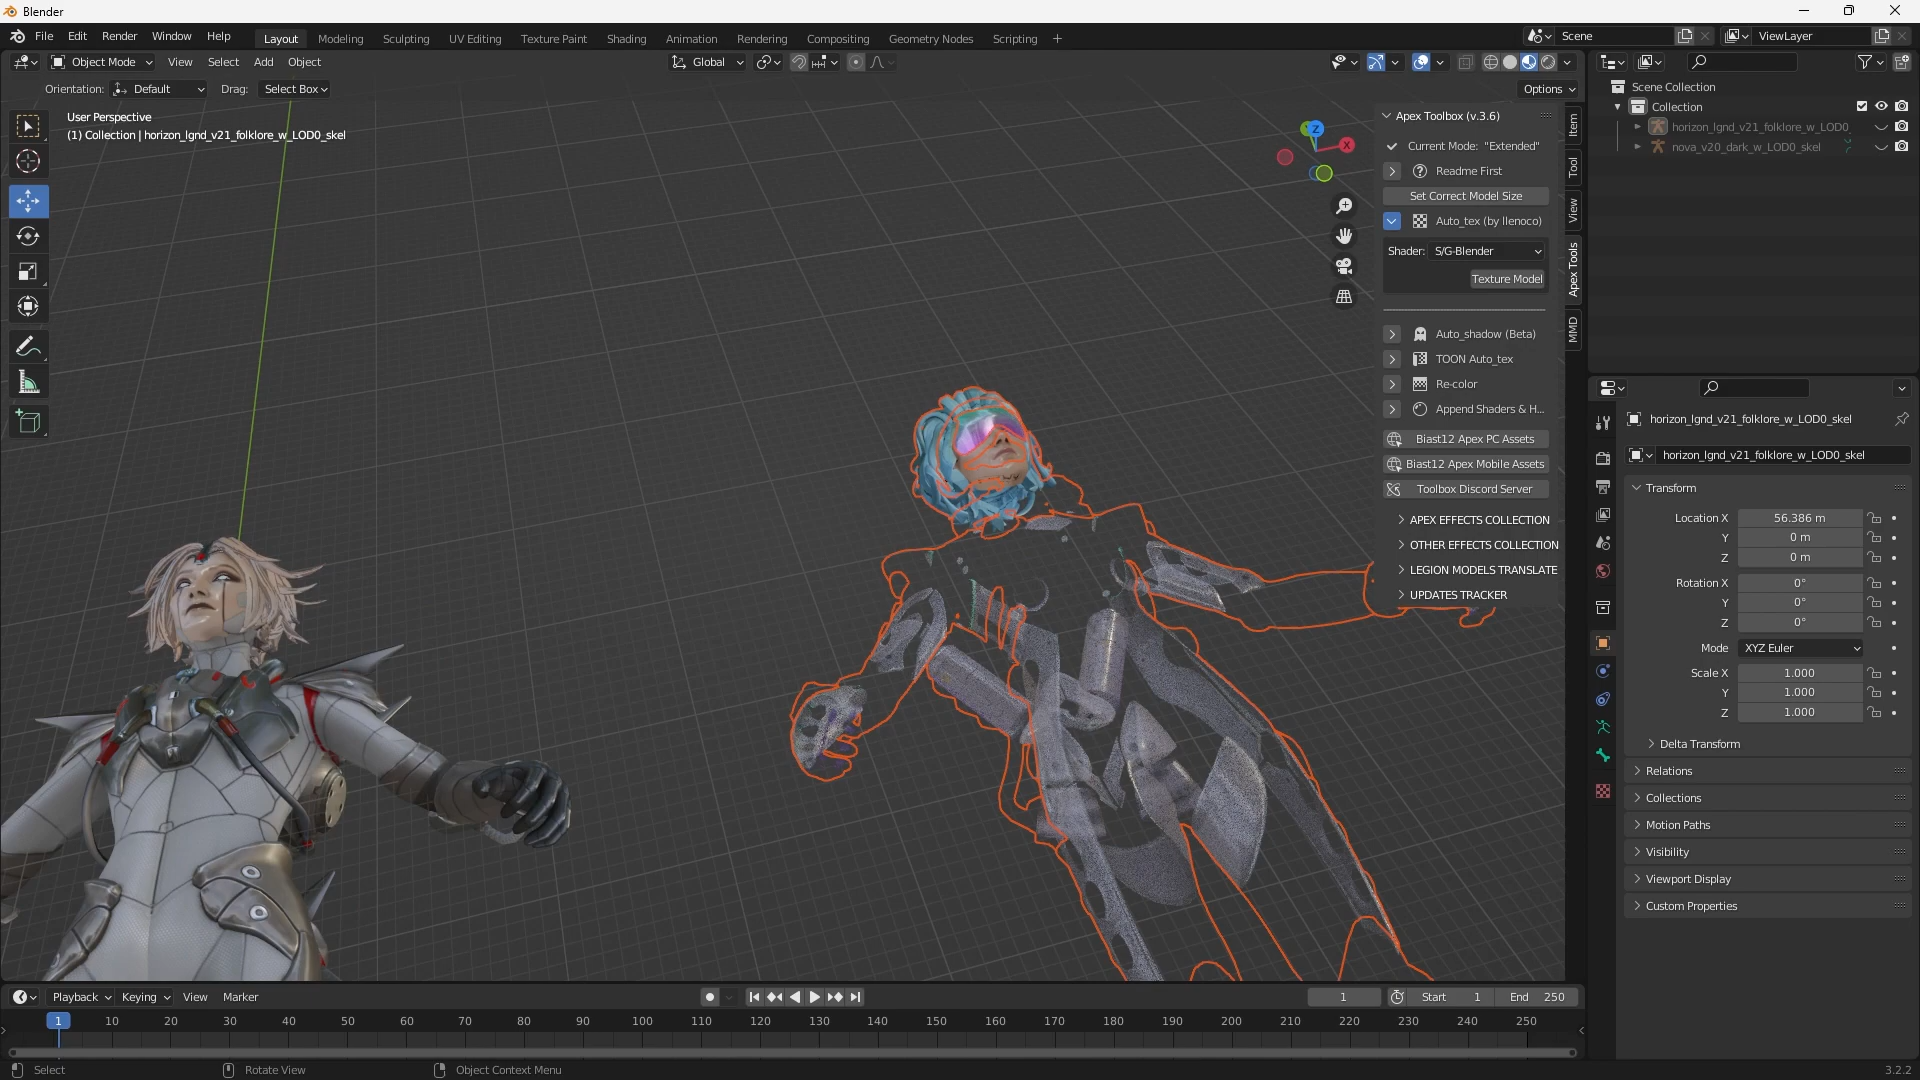 Blender
File Edit Render Window Help
Layout Modeling Sculpting UV Editing Texture Paint Shading Animation Rendering Compositing Geometry Nodes Scripting +
Scene
ViewLayer
Object Mode View Select Add Object
Global
Orientation: Default Drag: Select Box
Options
User Perspective
(1) Collection | horizon_lgnd_v21_folklore_w_LOD0_skel
Z
X
Apex Toolbox (v.3.6)
Current Mode: "Extended"
Readme First
Set Correct Model Size
Auto_tex (by llenoco)
Shader: S/G-Blender
Texture Model
Auto_shadow (Beta)
TOON Auto_tex
Re-color
Append Shaders & H...
Biast12 Apex PC Assets
Biast12 Apex Mobile Assets
Toolbox Discord Server
APEX EFFECTS COLLECTION
OTHER EFFECTS COLLECTION
LEGION MODELS TRANSLATE
UPDATES TRACKER
Item
Tool
View
Apex Tools
MMD
Scene Collection
Collection
horizon_lgnd_v21_folklore_w_LOD0_
nova_v20_dark_w_LOD0_skel
horizon_lgnd_v21_folklore_w_LOD0_skel
horizon_lgnd_v21_folklore_w_LOD0_skel
Transform
Location X 56.386 m
Y 0 m
Z 0 m
Rotation X 0°
Y 0°
Z 0°
Mode XYZ Euler
Scale X 1.000
Y 1.000
Z 1.000
Delta Transform
Relations
Collections
Motion Paths
Visibility
Viewport Display
Custom Properties
Playback Keying View Marker
1
Start 1
End 250
1 10 20 30 40 50 60 70 80 90 100 110 120 130 140 150 160 170 180 190 200 210 220 230 240 250
Select
Rotate View
Object Context Menu
3.2.2